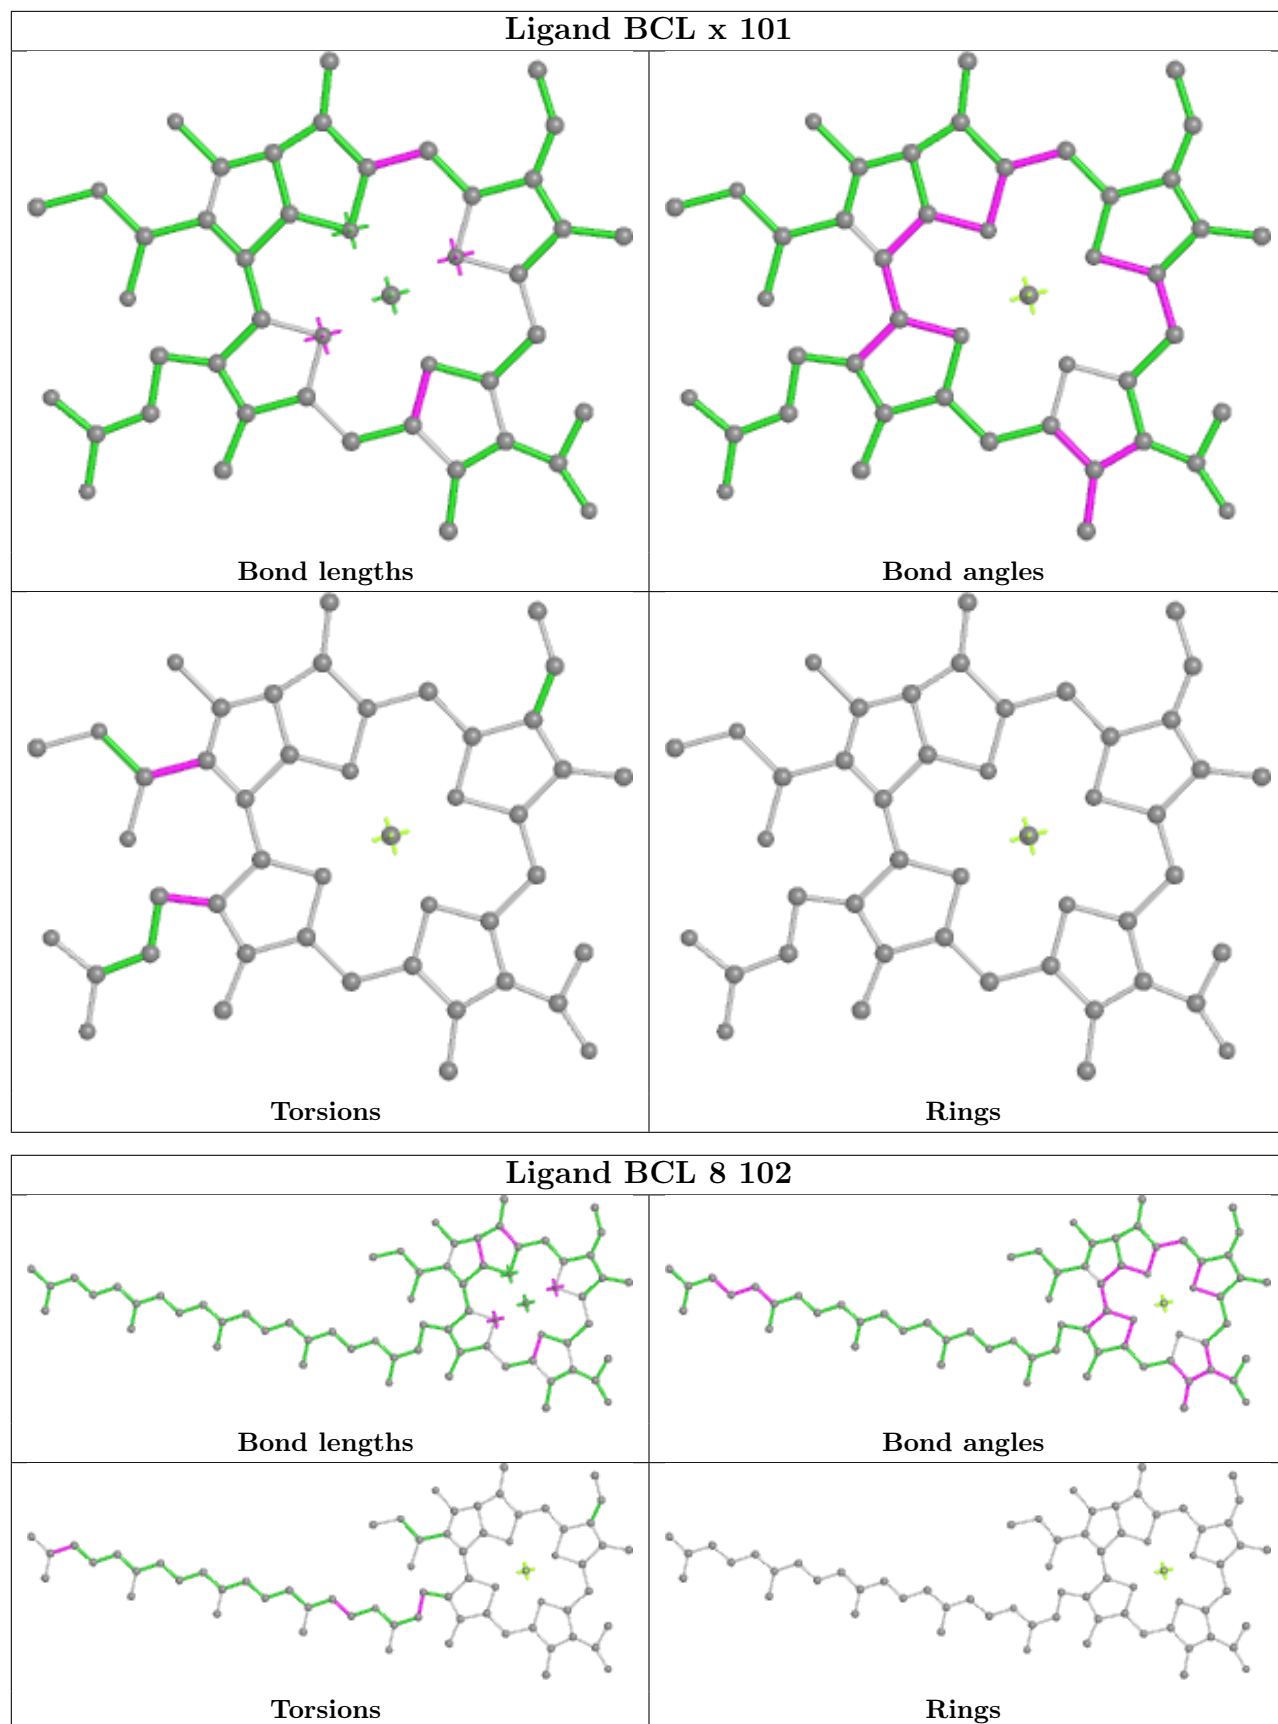 Ligand BCL x 101
Bond lengths
Bond angles
Torsions
Rings
Ligand BCL 8 102
Bond lengths
Bond angles
Torsions
Rings